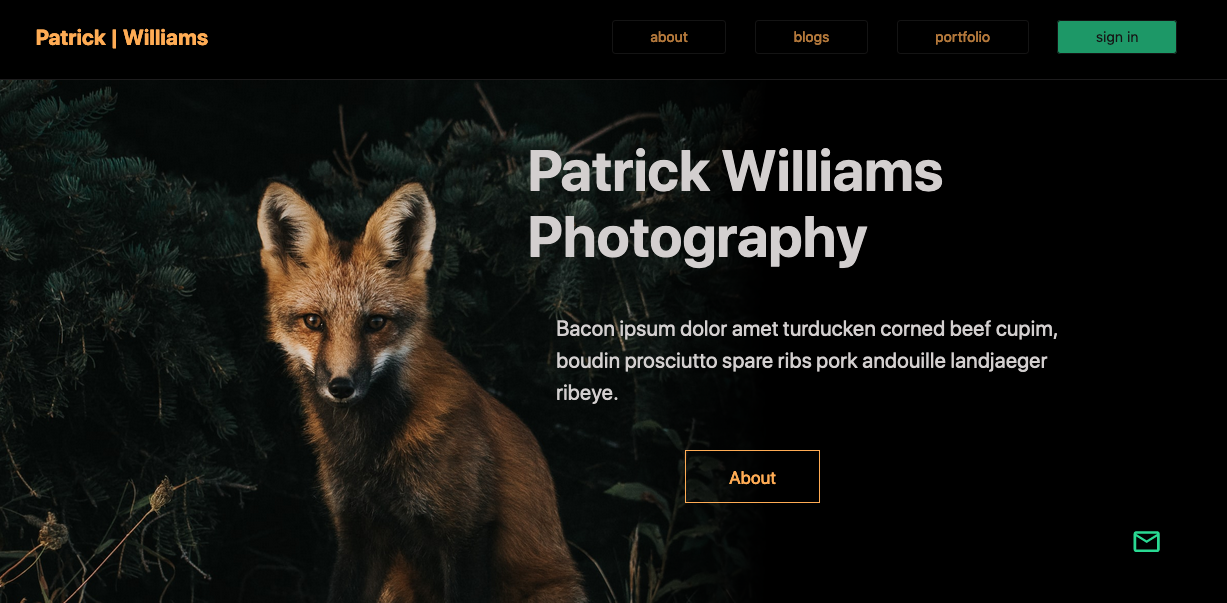 Patrick | Williams
about
blogs
portfolio
sign in
Patrick Williams
Photography
Bacon ipsum dolor amet turducken corned beef cupim,
boudin prosciutto spare ribs pork andouille landjaeger
ribeye.
About